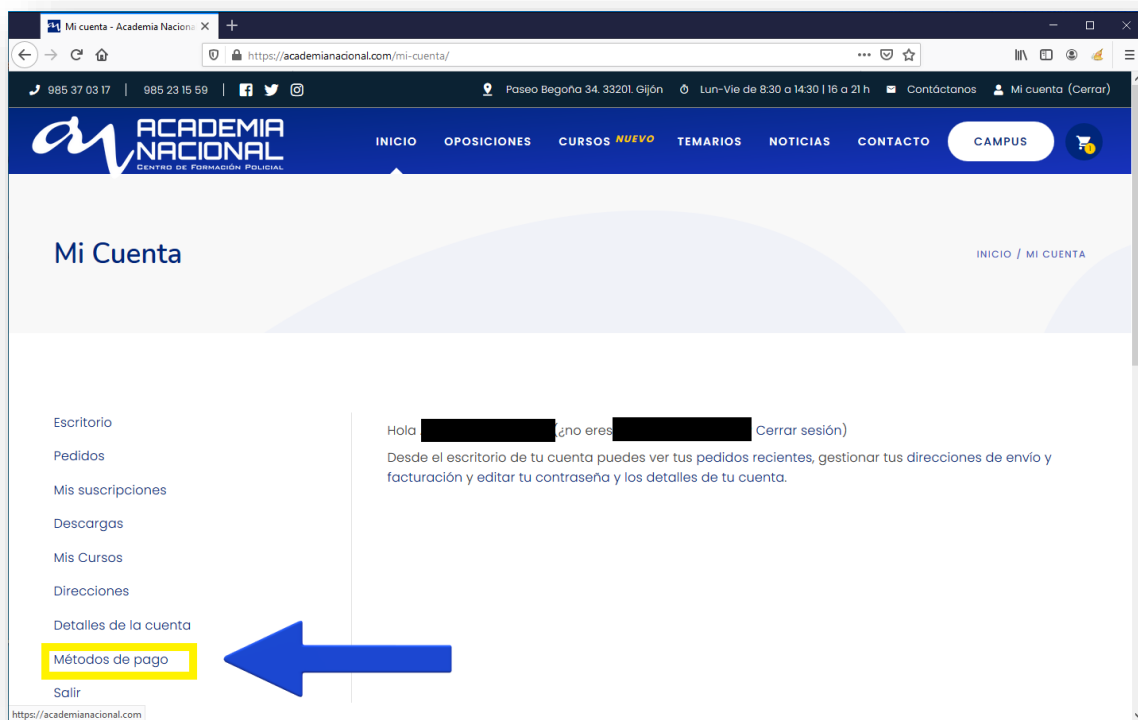 Mi cuenta - Academia Naciona
https://academianacional.com/mi-cuenta/
985 37 03 17 | 985 23 15 59 | Paseo Begoña 34. 33201. Gijón Lun-Vie de 8:30 a 14:30 | 16 a 21 h Contáctanos Mi cuenta (Cerrar)
an ACADEMIA
NACIONAL
Centro de Formación Policial
INICIO OPOSICIONES CURSOS NUEVO TEMARIOS NOTICIAS CONTACTO CAMPUS 1
Mi Cuenta
INICIO / MI CUENTA
Escritorio
Pedidos
Mis suscripciones
Descargas
Mis Cursos
Direcciones
Detalles de la cuenta
Métodos de pago
Salir
Hola (¿no eres Cerrar sesión)
Desde el escritorio de tu cuenta puedes ver tus pedidos recientes, gestionar tus direcciones de envío y
facturación y editar tu contraseña y los detalles de tu cuenta.
https://academianacional.com